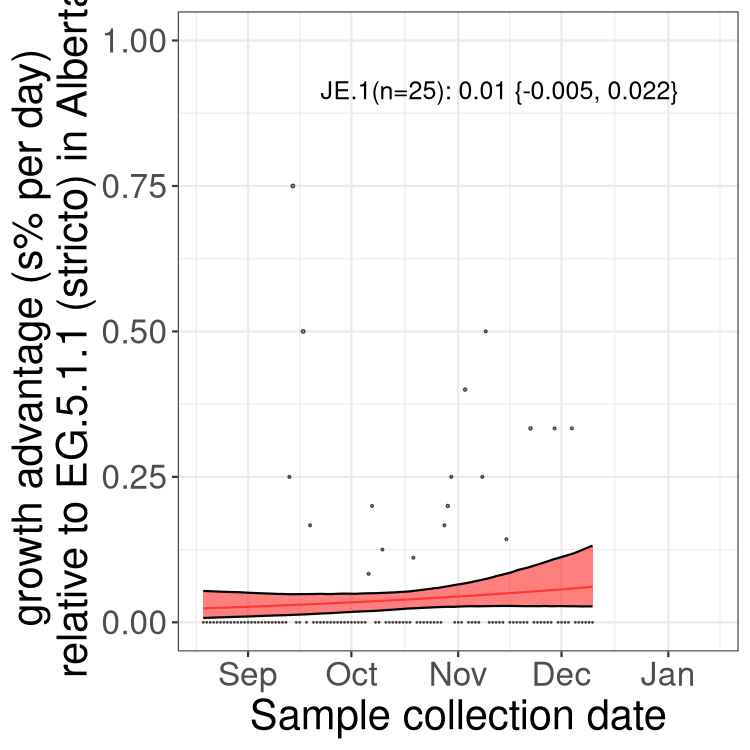 growth advantage (s% per day)
relative to EG.5.1.1 (stricto) in Alberta
1.00
0.75
0.50
0.25
0.00
JE.1(n=25): 0.01 {-0.005, 0.022}
Sep Oct Nov Dec Jan
Sample collection date